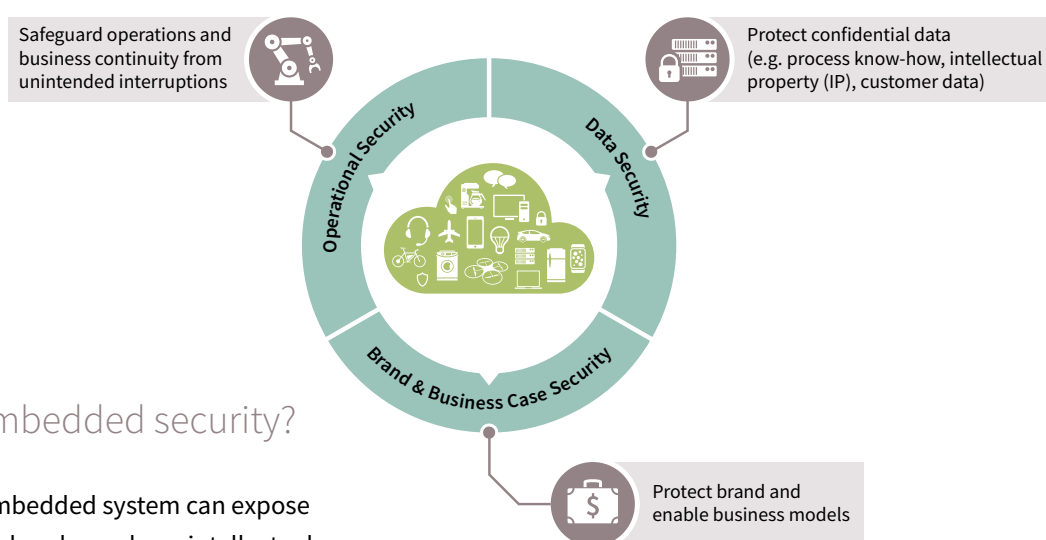 Safeguard operations and
business continuity from
unintended interruptions
Protect confidential data
(e.g. process know-how, intellectual
property (IP), customer data)
Operational Security
Data Security
Brand & Business Case Security
mbedded security?
mbedded system can expose
$
Protect brand and
enable business models